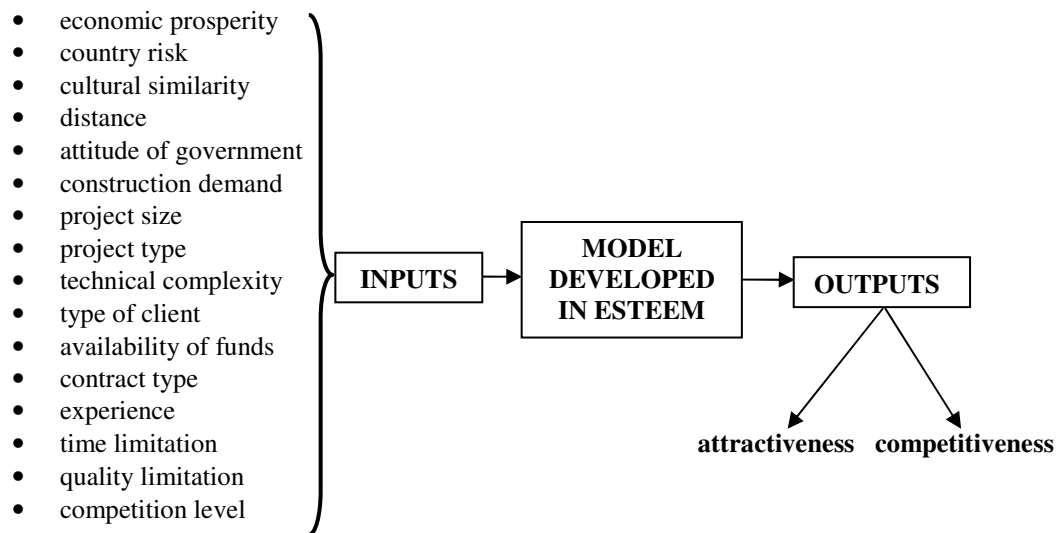 • economic prosperity
• country risk
• cultural similarity
• distance
• attitude of government
• construction demand
• project size
• project type
• technical complexity
• type of client
• availability of funds
• contract type
• experience
• time limitation
• quality limitation
• competition level
INPUTS
MODEL
DEVELOPED
IN ESTEEM
OUTPUTS
attractiveness competitiveness